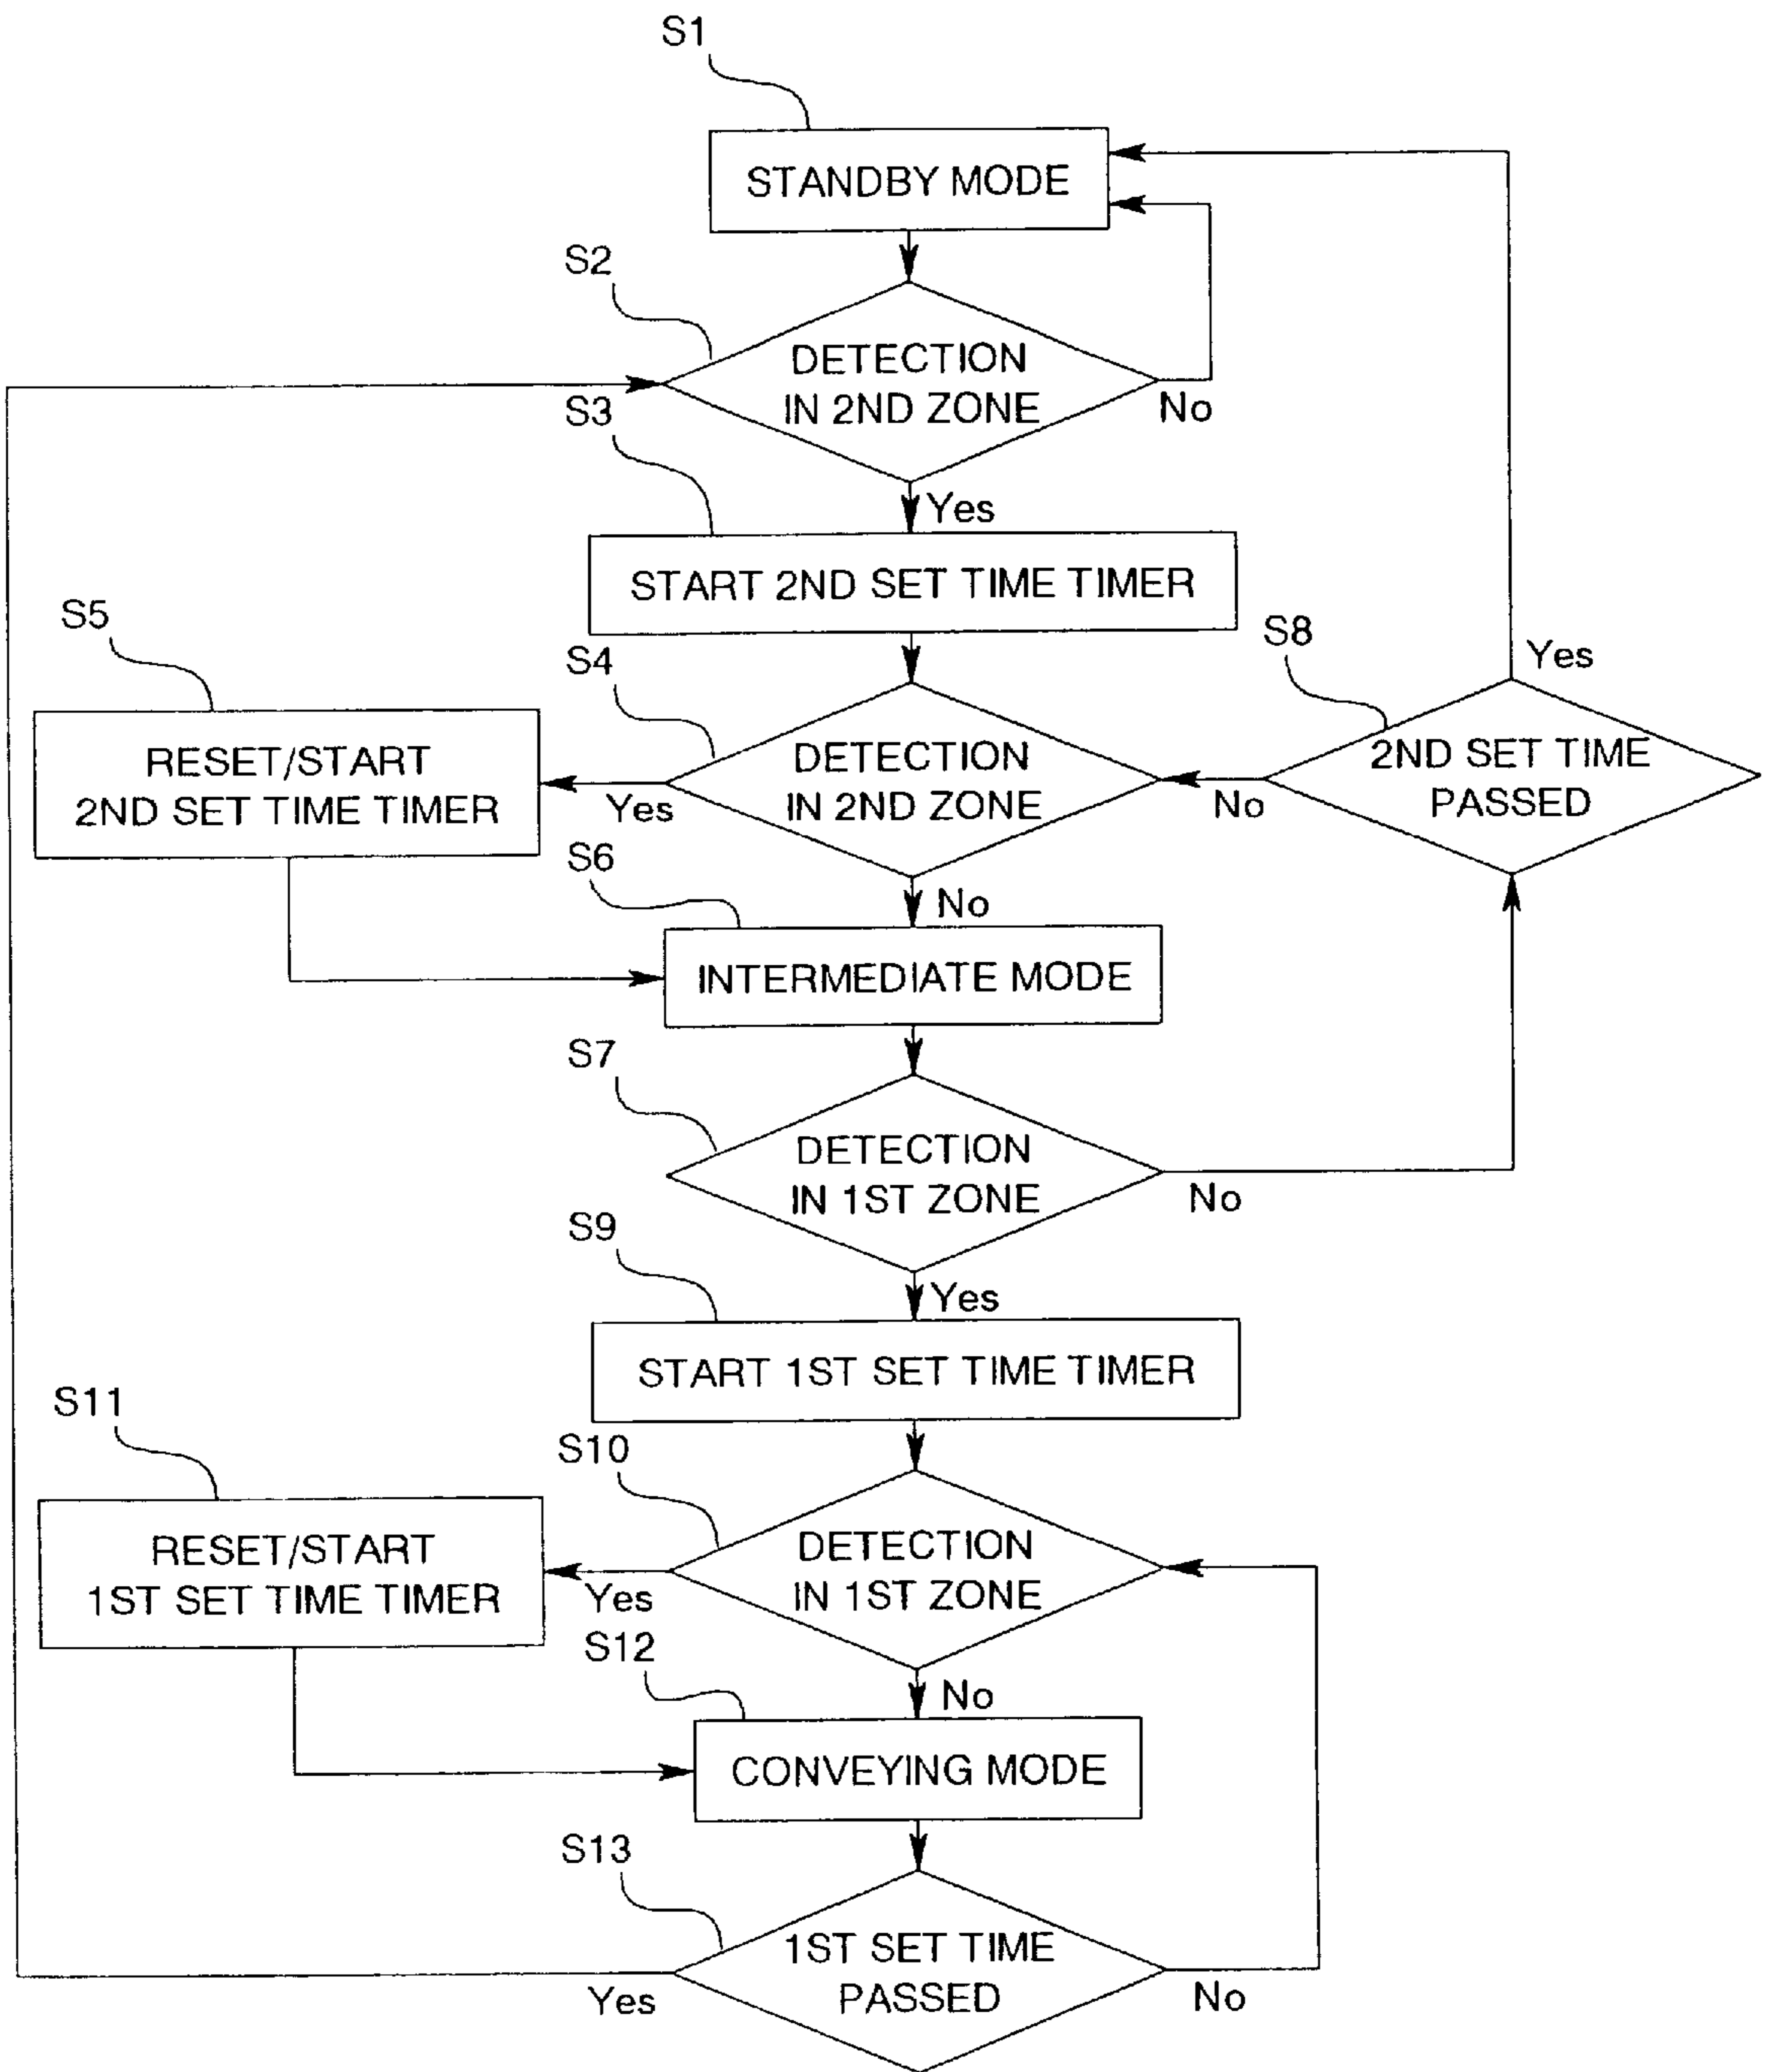 S1
STANDBY MODE
S2
DETECTION
IN 2ND ZONE
No
S3
Yes
START 2ND SET TIME TIMER
S5
RESET/START
2ND SET TIME TIMER
S4
DETECTION
IN 2ND ZONE
Yes
No
S8
Yes
2ND SET TIME
PASSED
No
S6
INTERMEDIATE MODE
S7
DETECTION
IN 1ST ZONE
No
S9
Yes
START 1ST SET TIME TIMER
S11
RESET/START
1ST SET TIME TIMER
S10
DETECTION
IN 1ST ZONE
Yes
S12
No
CONVEYING MODE
S13
1ST SET TIME
PASSED
Yes
No